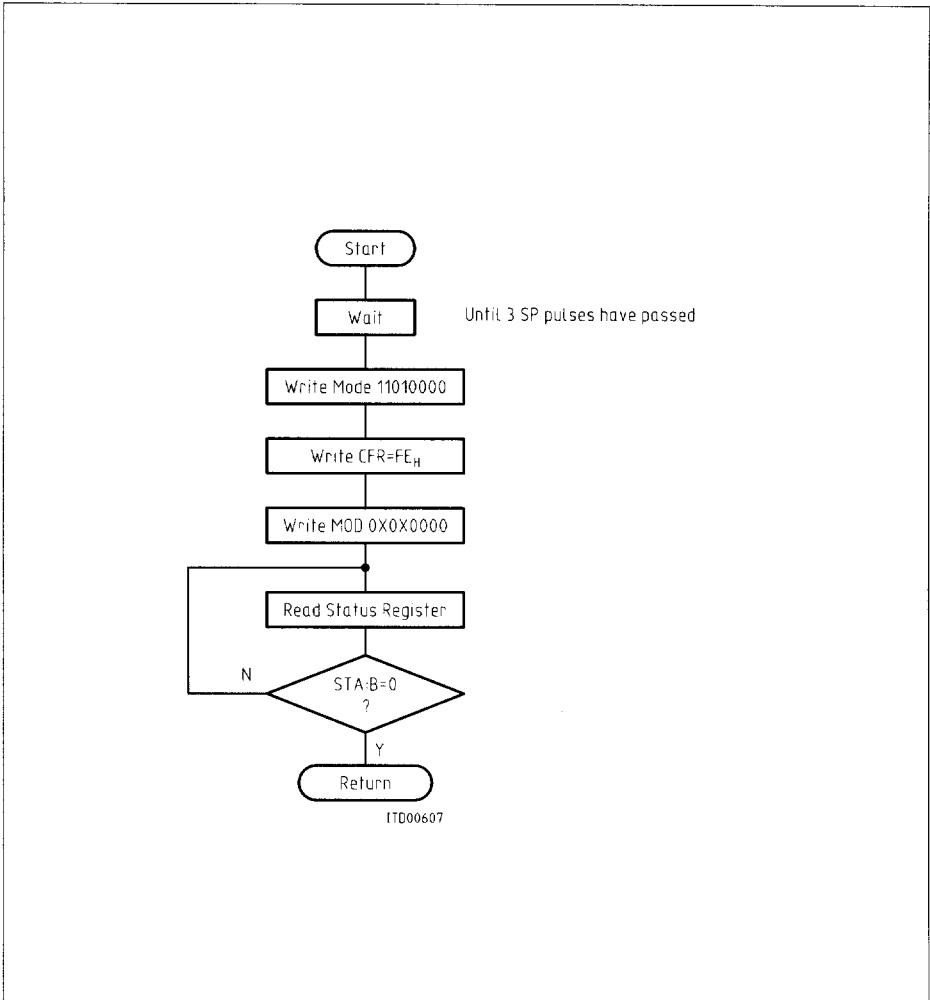 Start
Wait
Until 3 SP pulses have passed
Write Mode 11010000
Write CFR=FEH
Write MOD 0X0X0000
Read Status Register
N
STA:B=0
?
Y
Return
ITD00607